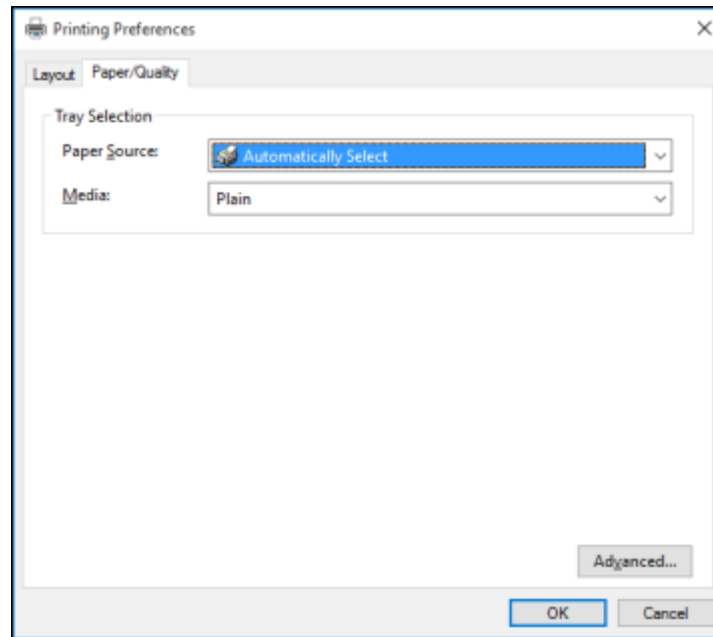 Printing Preferences
Layout Paper/Quality
Tray Selection
Paper Source: Automatically Select
Media: Plain
Advanced...
OK Cancel